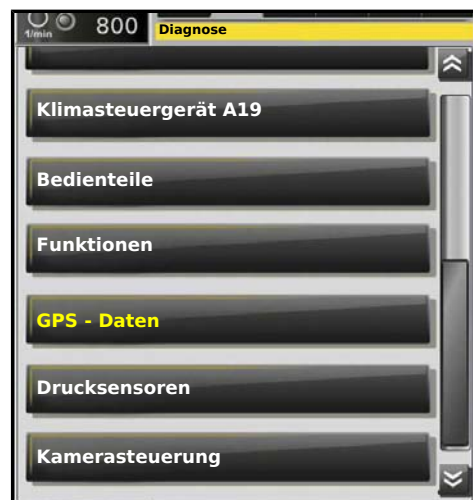 1/min
800
Diagnose
Klimasteuergerät A19
Bedienteile
Funktionen
GPS - Daten
Drucksensoren
Kamerasteuerung